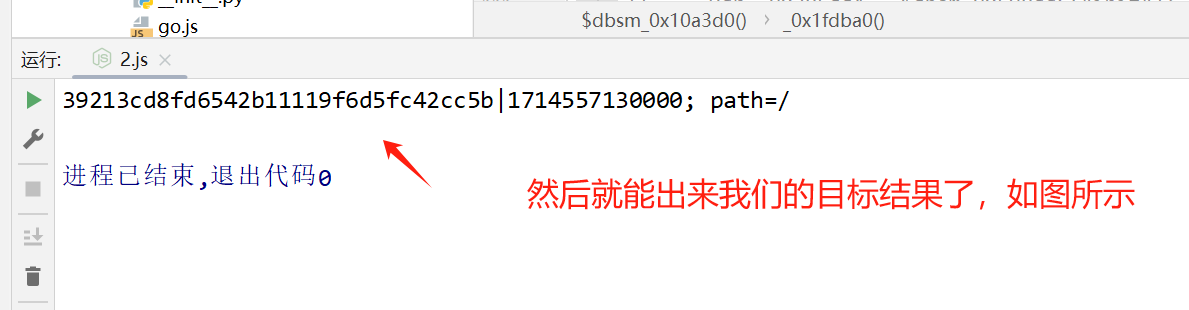 __init__.py
go.js
$dbsm_0x10a3d0() › _0x1fdba0()
运行: 2.js ×
39213cd8fd6542b11119f6d5fc42cc5b|1714557130000; path=/
进程已结束,退出代码0
然后就能出来我们的目标结果了，如图所示